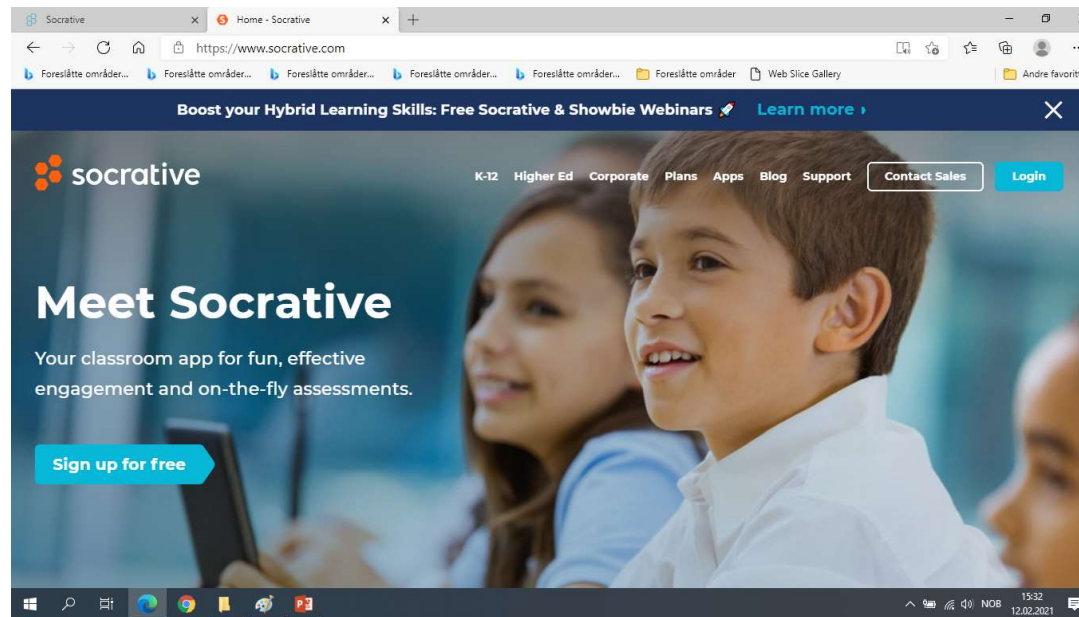 Socrative
Home - Socrative
https://www.socrative.com
Foreslåtte områder... Foreslåtte områder... Foreslåtte områder... Foreslåtte områder... Foreslåtte områder... Foreslåtte områder Web Slice Gallery Andre favoritt
Boost your Hybrid Learning Skills: Free Socrative & Showbie Webinars 🚀 Learn more ›
socrative
K-12 Higher Ed Corporate Plans Apps Blog Support Contact Sales Login
Meet Socrative
Your classroom app for fun, effective
engagement and on-the-fly assessments.
Sign up for free
NOB 15:32
12.02.2021